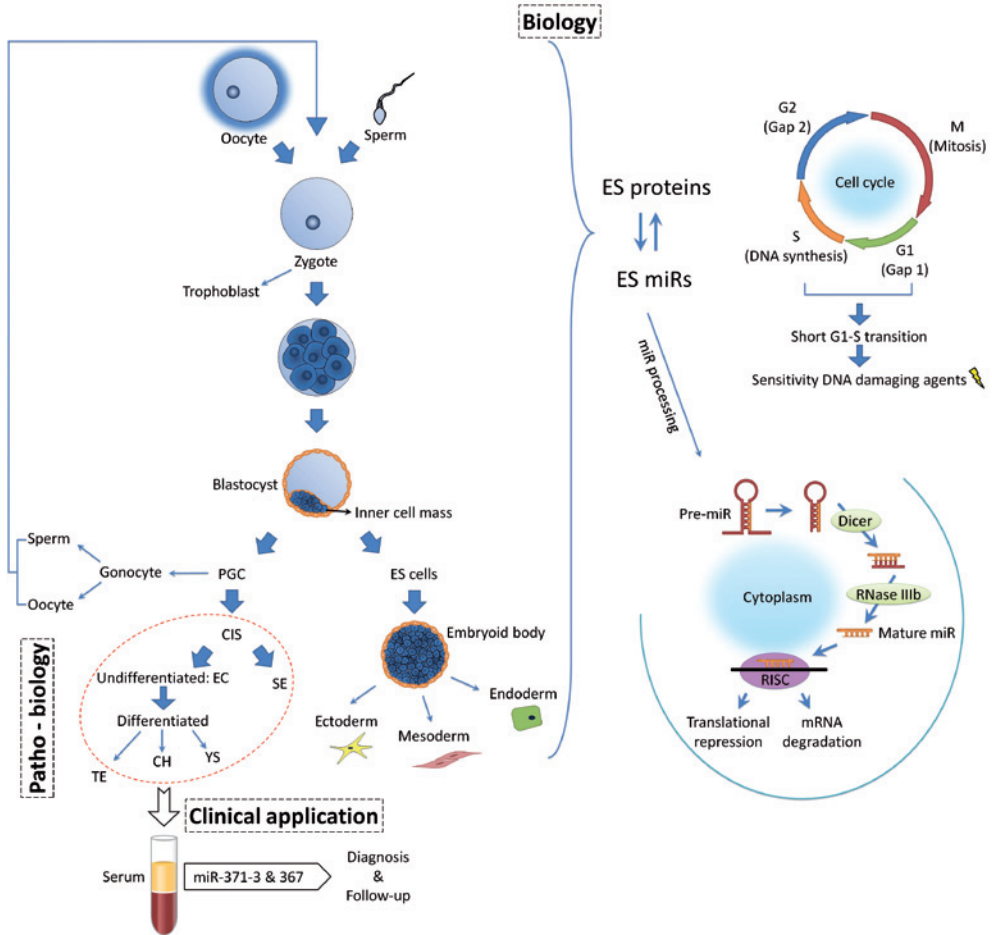 Biology
Oocyte
Sperm
Zygote
Trophoblast
Blastocyst
Inner cell mass
Sperm
Gonocyte
PGC
Oocyte
ES cells
Embryoid body
Endoderm
Ectoderm
Mesoderm
Patho - biology
CIS
Undifferentiated: EC
SE
Differentiated
TE
CH
YS
Clinical application
Serum
miR-371-3 & 367
Diagnosis
&
Follow-up
ES proteins
ES miRs
miR processing
G2
(Gap 2)
M
(Mitosis)
Cell cycle
S
(DNA synthesis)
G1
(Gap 1)
Short G1-S transition
Sensitivity DNA damaging agents
Pre-miR
Dicer
Cytoplasm
RNase IIIb
Mature miR
RISC
Translational
repression
mRNA
degradation